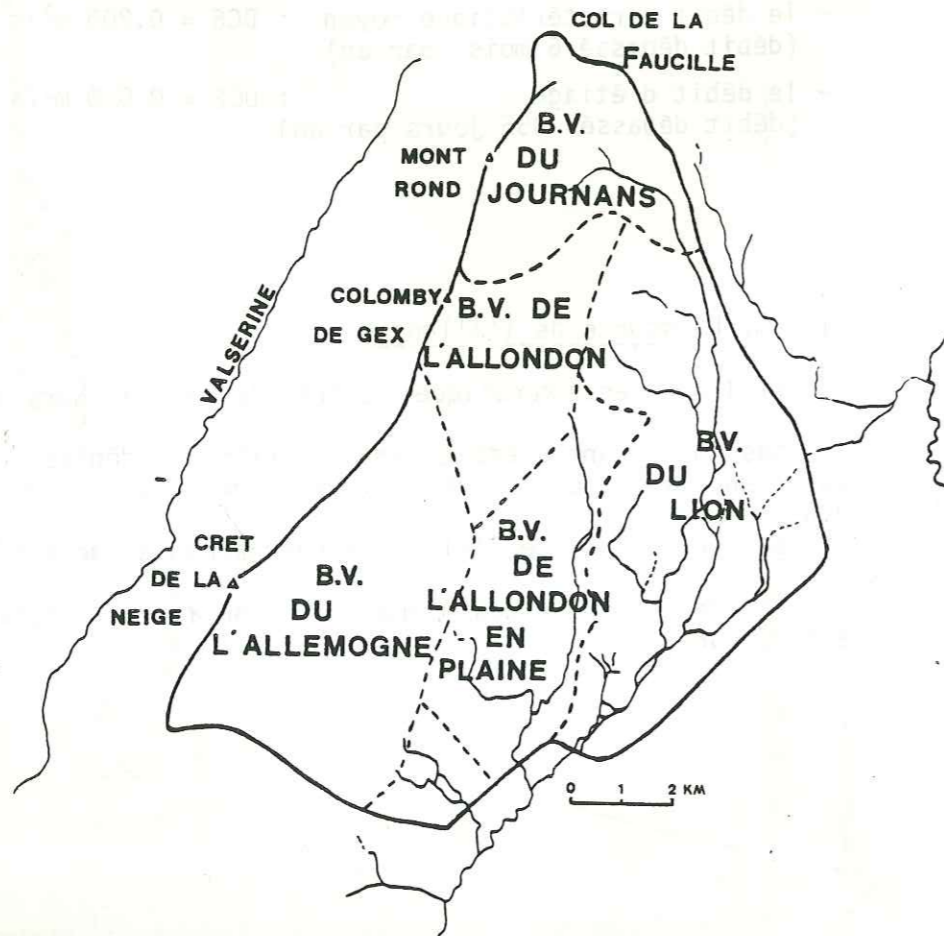 COL DE LA
FAUCILLE
B.V.
DU
JOURNANS
MONT
ROND
VALSERINE
COLOMBY
DE GEX
B.V. DE
L'ALLONDON
B.V.
DU
LION
CRET
DE LA
NEIGE
B.V.
DU
L'ALLEMOGNE
B.V.
DE
L'ALLONDON
EN
PLAINE
0 1 2 KM